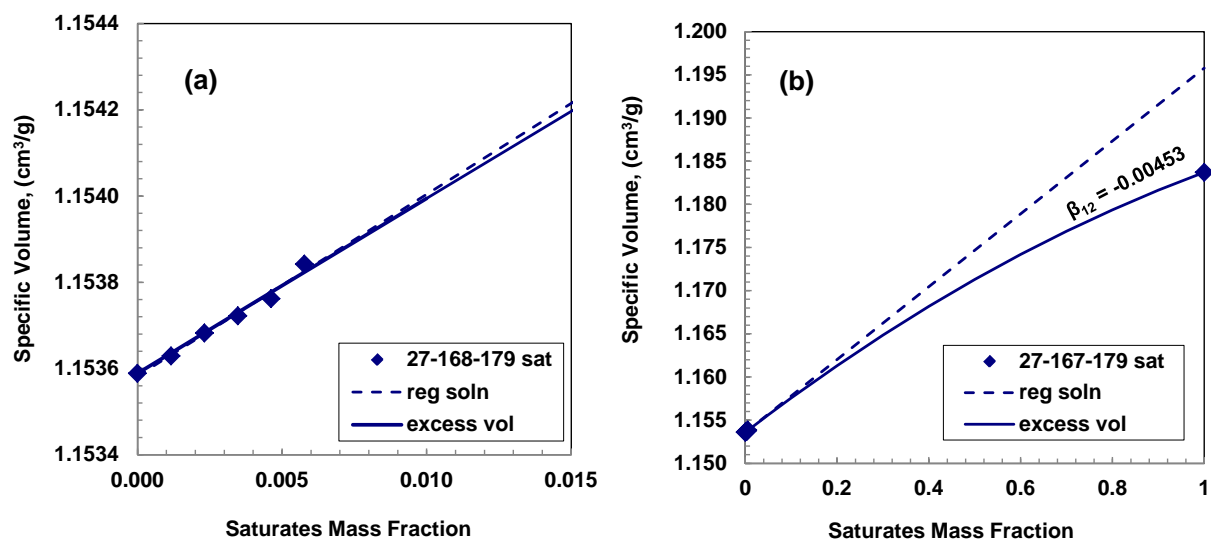 (a)
Specific Volume, (cm³/g)
1.1544
1.1542
1.1540
1.1538
1.1536
1.1534
0.000
0.005
0.010
0.015
Saturates Mass Fraction
27-168-179 sat
reg soln
excess vol
(b)
Specific Volume, (cm³/g)
1.200
1.195
1.190
1.185
1.180
1.175
1.170
1.165
1.160
1.155
1.150
0
0.2
0.4
0.6
0.8
1
Saturates Mass Fraction
β₁₂ = -0.00453
27-167-179 sat
reg soln
excess vol